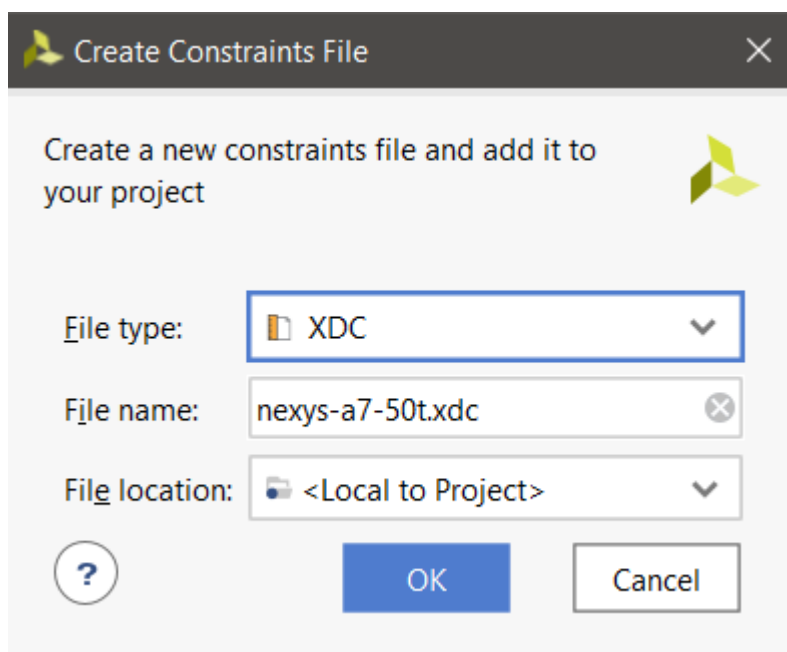 Create Constraints File
Create a new constraints file and add it to
your project
File type: XDC
File name: nexys-a7-50t.xdc
File location: <Local to Project>
? OK Cancel